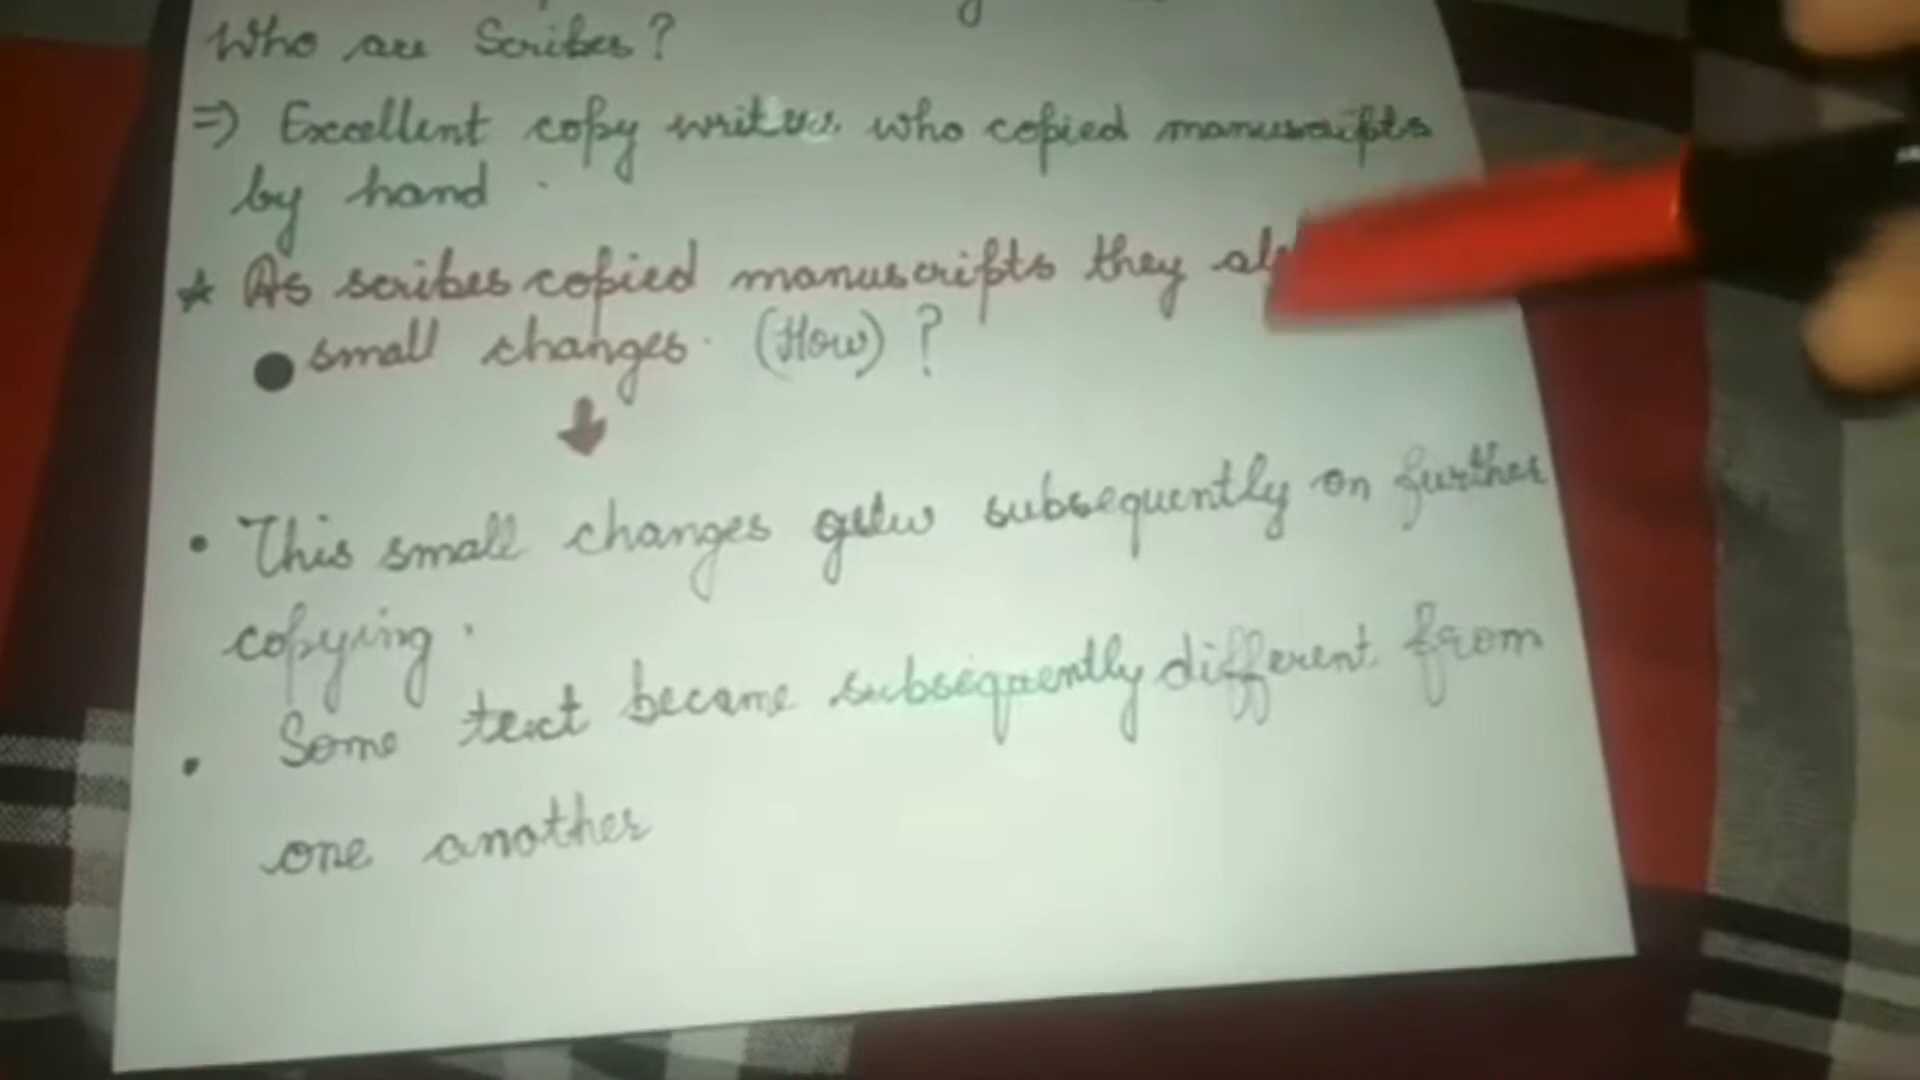 Who are Scribes?
=> Excellent copy writers who copied manuscripts
by hand.
* As scribes copied manuscripts they
small changes. (How)?
• This small changes grew subsequently on further
copying.
• Some text became subsequently different from
one another